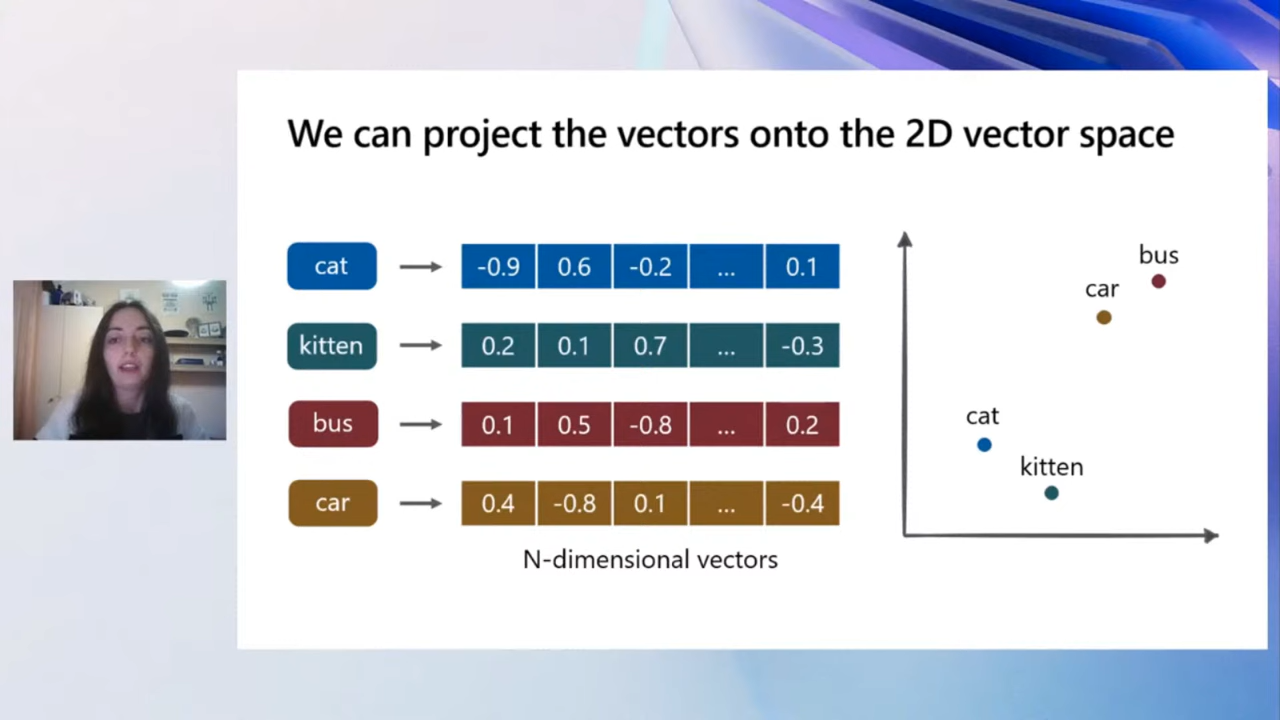 We can project the vectors onto the 2D vector space
cat -0.9 0.6 -0.2 ... 0.1
kitten 0.2 0.1 0.7 ... -0.3
bus 0.1 0.5 -0.8 ... 0.2
car 0.4 -0.8 0.1 ... -0.4
N-dimensional vectors
bus
car
cat
kitten